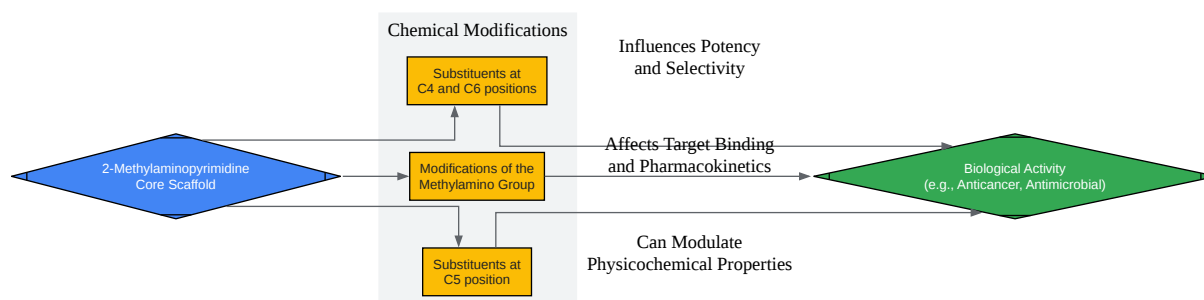 Chemical Modifications
Influences Potency
and Selectivity
Substituents at
C4 and C6 positions
2-Methylaminopyrimidine
Core Scaffold
Modifications of the
Methylamino Group
Affects Target Binding
and Pharmacokinetics
Biological Activity
(e.g., Anticancer, Antimicrobial)
Substituents at
C5 position
Can Modulate
Physicochemical Properties